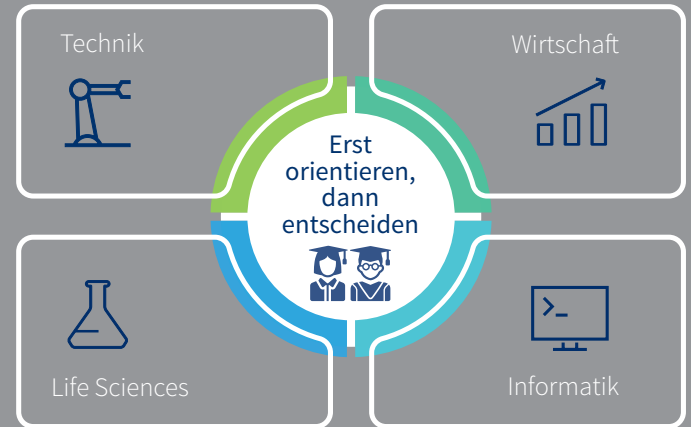 Technik
Wirtschaft
Erst
orientieren,
dann
entscheiden
Life Sciences
Informatik